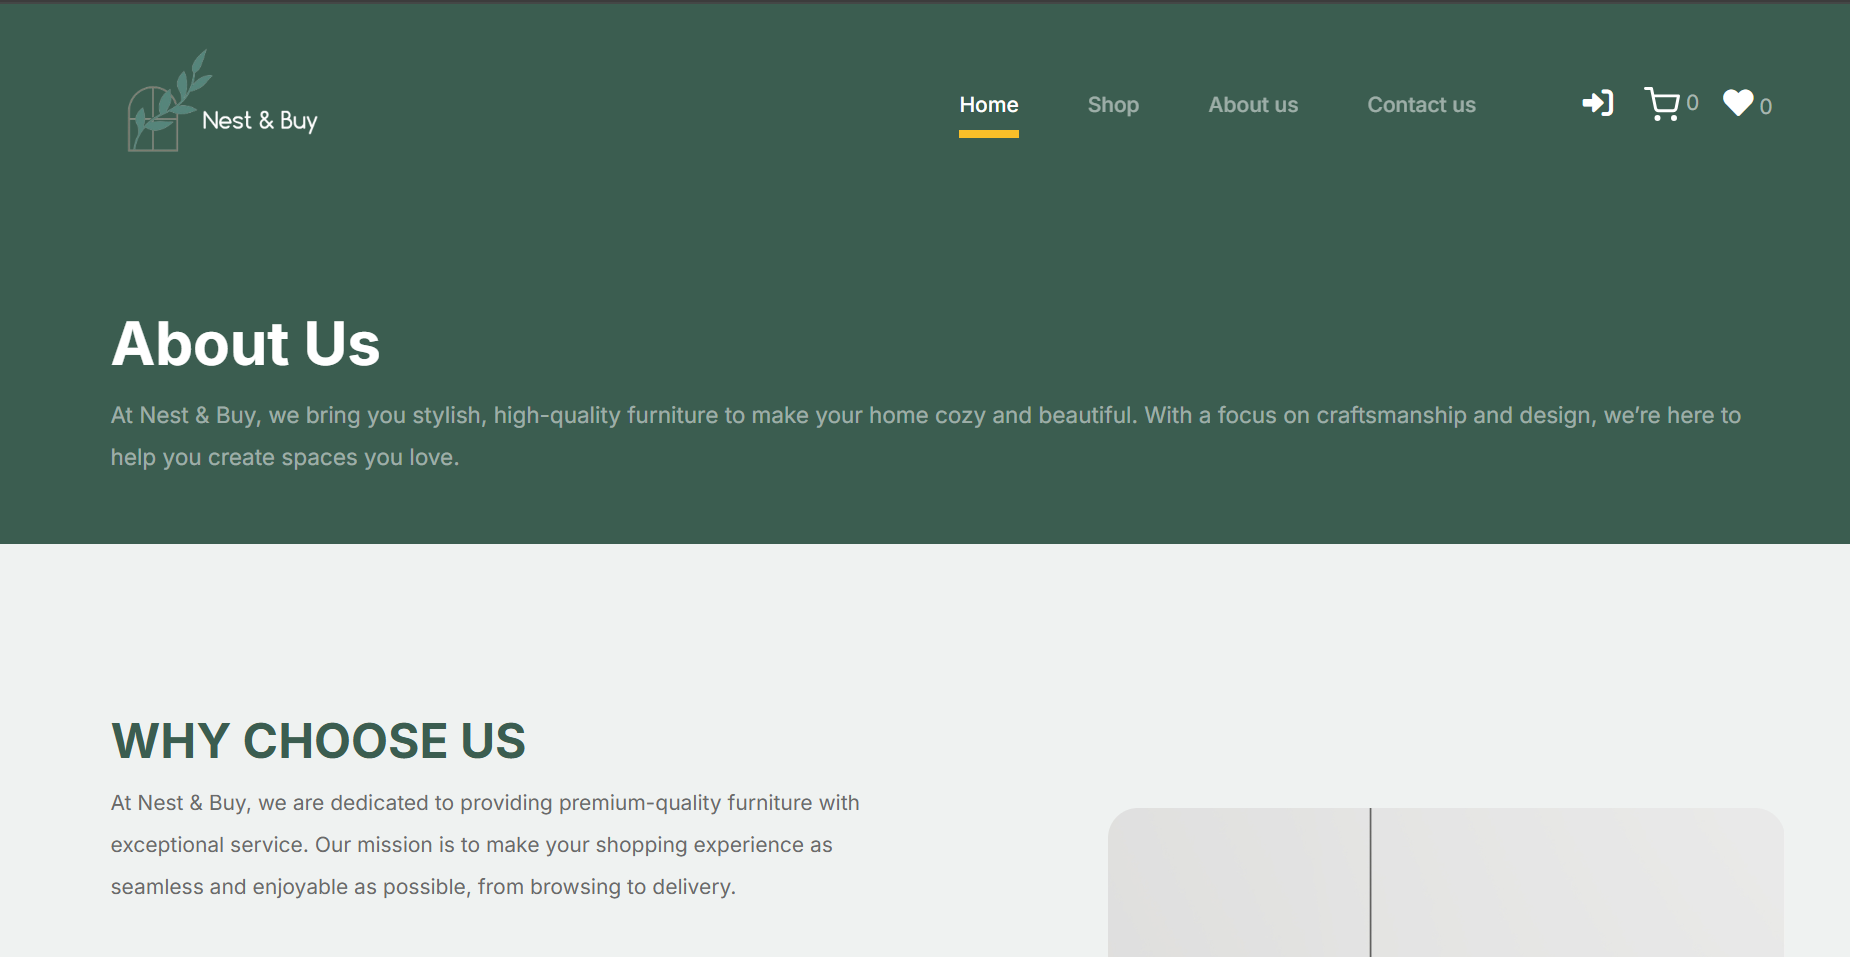 Nest & Buy
Home
Shop
About us
Contact us
0
0
About Us
At Nest & Buy, we bring you stylish, high-quality furniture to make your home cozy and beautiful. With a focus on craftsmanship and design, we’re here to
help you create spaces you love.
WHY CHOOSE US
At Nest & Buy, we are dedicated to providing premium-quality furniture with
exceptional service. Our mission is to make your shopping experience as
seamless and enjoyable as possible, from browsing to delivery.